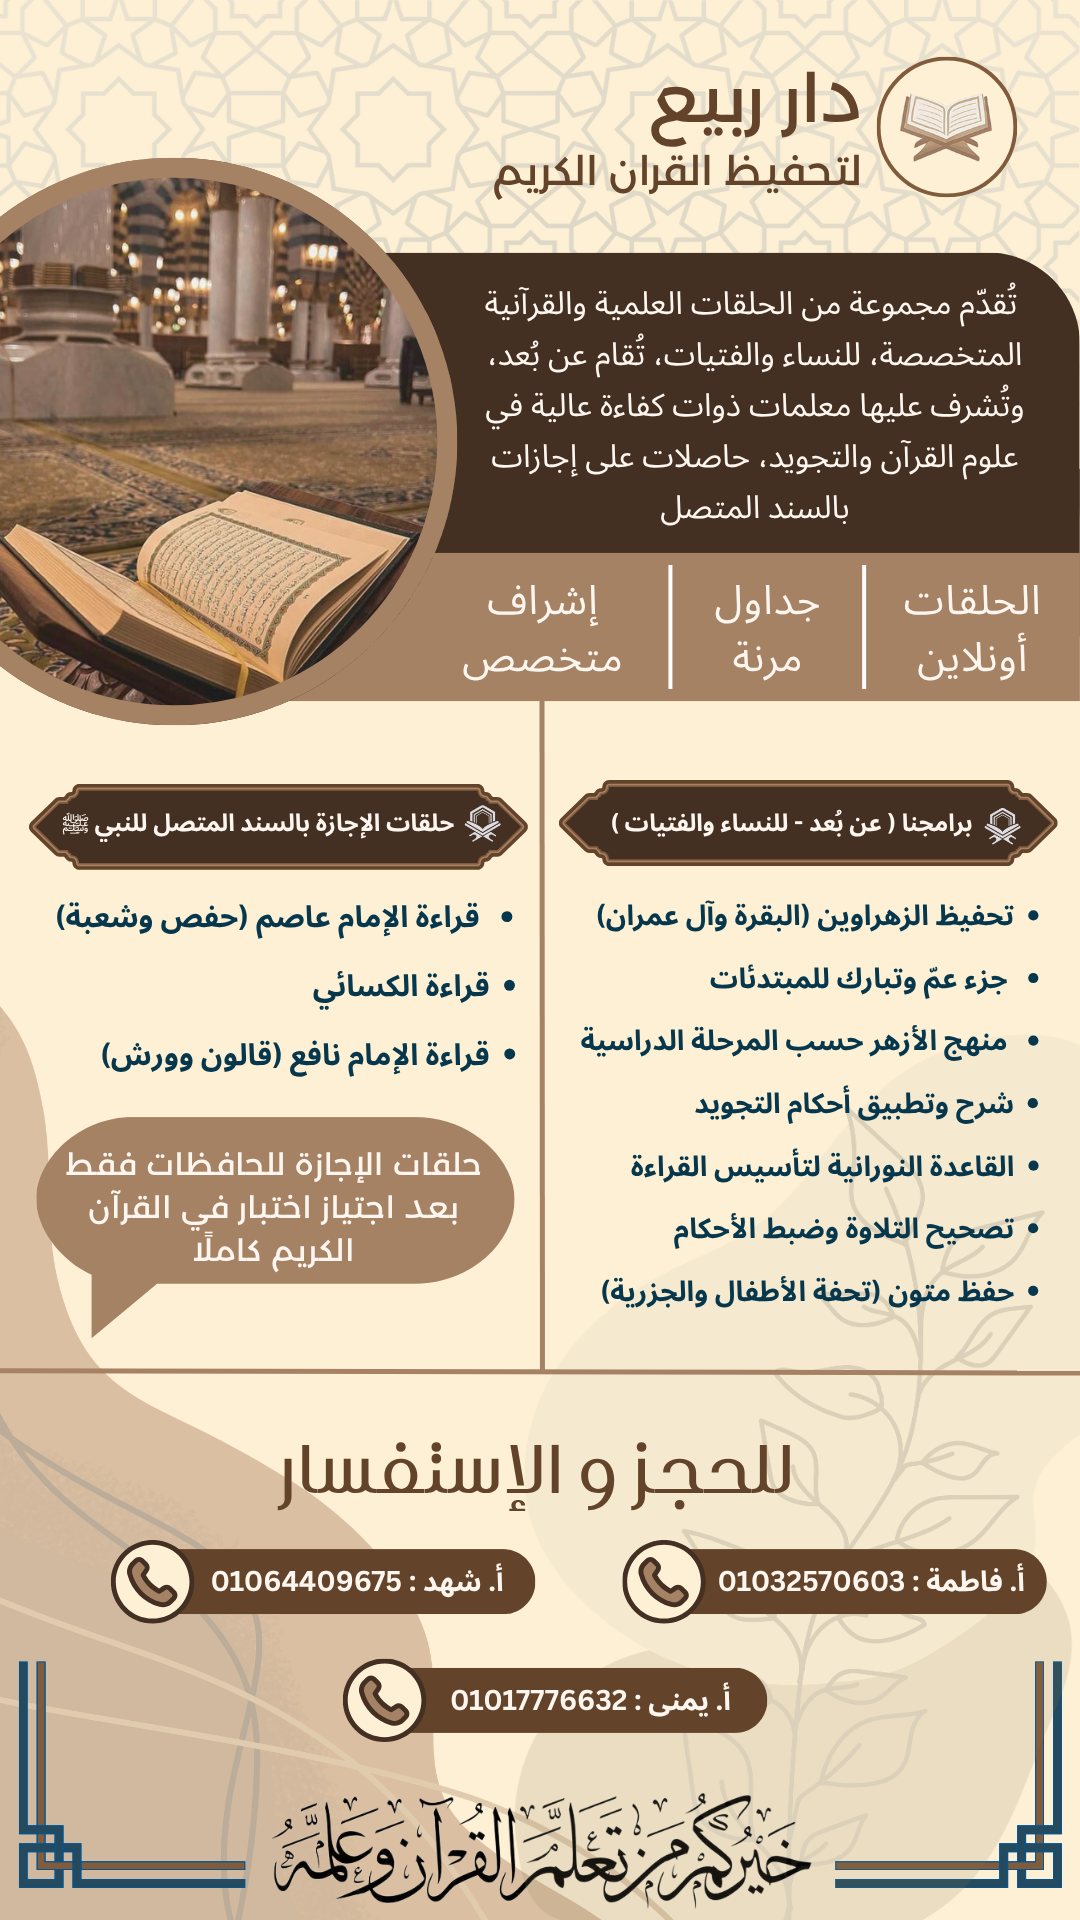 دار ربيع
لتحفيظ القران الكريم
تُقدّم مجموعة من الحلقات العلمية والقرآنية
المتخصصة، للنساء والفتيات، تُقام عن بُعد،
وتُشرف عليها معلمات ذوات كفاءة عالية في
علوم القرآن والتجويد، حاصلات على إجازات
بالسند المتصل
الحلقات
أونلاين
جداول
مرنة
إشراف
متخصص
برامجنا ( عن بُعد - للنساء والفتيات )
• تحفيظ الزهراوين (البقرة وآل عمران)
• جزء عمّ وتبارك للمبتدئات
• منهج الأزهر حسب المرحلة الدراسية
• شرح وتطبيق أحكام التجويد
• القاعدة النورانية لتأسيس القراءة
• تصحيح التلاوة وضبط الأحكام
• حفظ متون (تحفة الأطفال والجزرية)
حلقات الإجازة بالسند المتصل للنبي ﷺ
• قراءة الإمام عاصم (حفص وشعبة)
• قراءة الكسائي
• قراءة الإمام نافع (قالون وورش)
حلقات الإجازة للحافظات فقط
بعد اجتياز اختبار في القرآن
الكريم كاملًا
للحجز و الإستفسار
أ. فاطمة : 01032570603
أ. شهد : 01064409675
أ. يمنى : 01017776632
خَيْرُكُمْ مَنْ تَعَلَّمَ الْقُرْآنَ وَعَلَّمَهُ